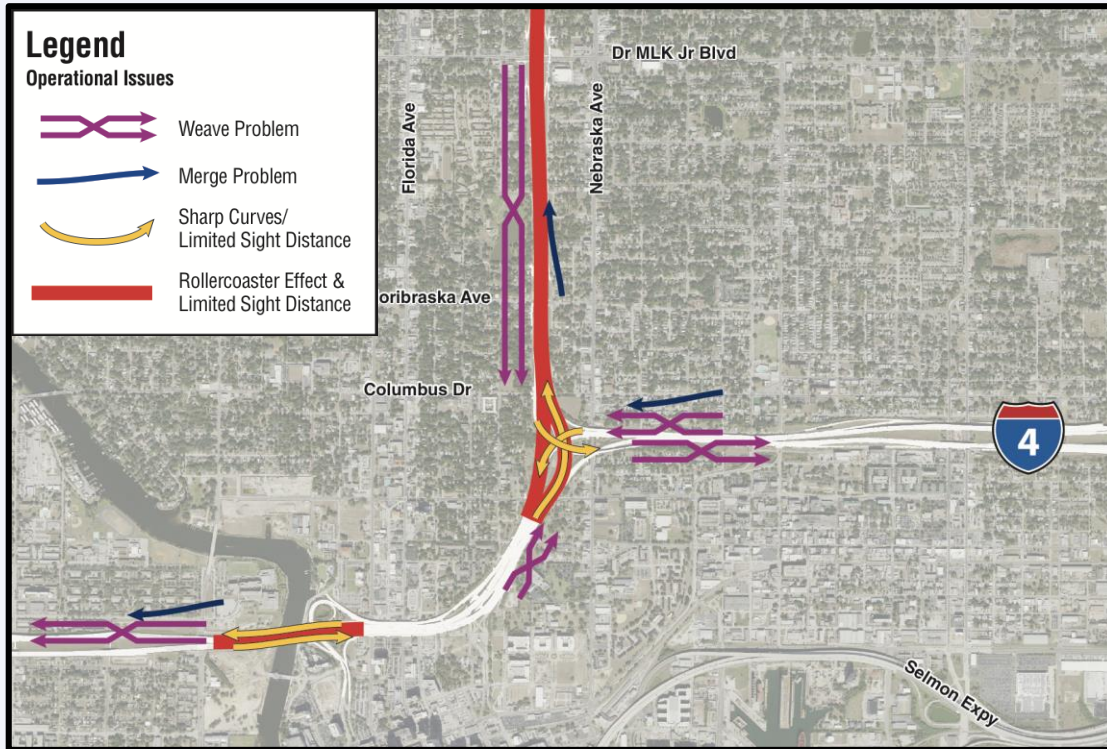 Legend
Operational Issues
Weave Problem
Merge Problem
Sharp Curves/
Limited Sight Distance
Rollercoaster Effect &
Limited Sight Distance
Dr MLK Jr Blvd
Florida Ave
Nebraska Ave
oribraska Ave
Columbus Dr
4
Selmon Expy